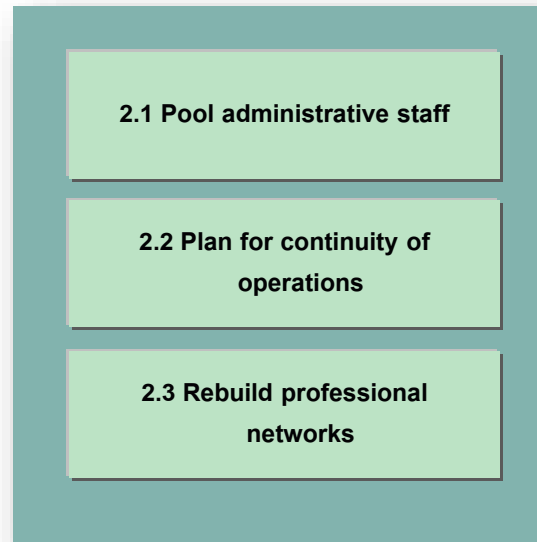 2.1 Pool administrative staff
2.2 Plan for continuity of
operations
2.3 Rebuild professional
networks